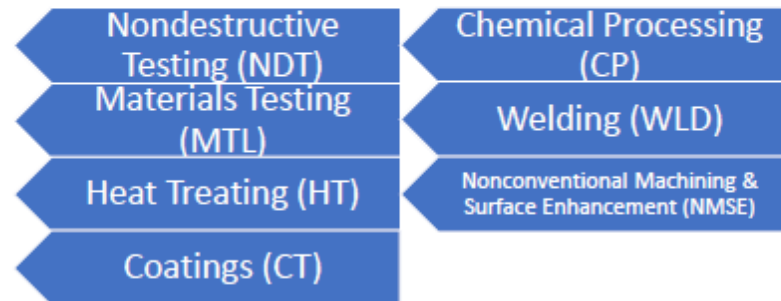 Nondestructive
Testing (NDT)
Materials Testing
(MTL)
Heat Treating (HT)
Coatings (CT)
Chemical Processing
(CP)
Welding (WLD)
Nonconventional Machining &
Surface Enhancement (NMSE)